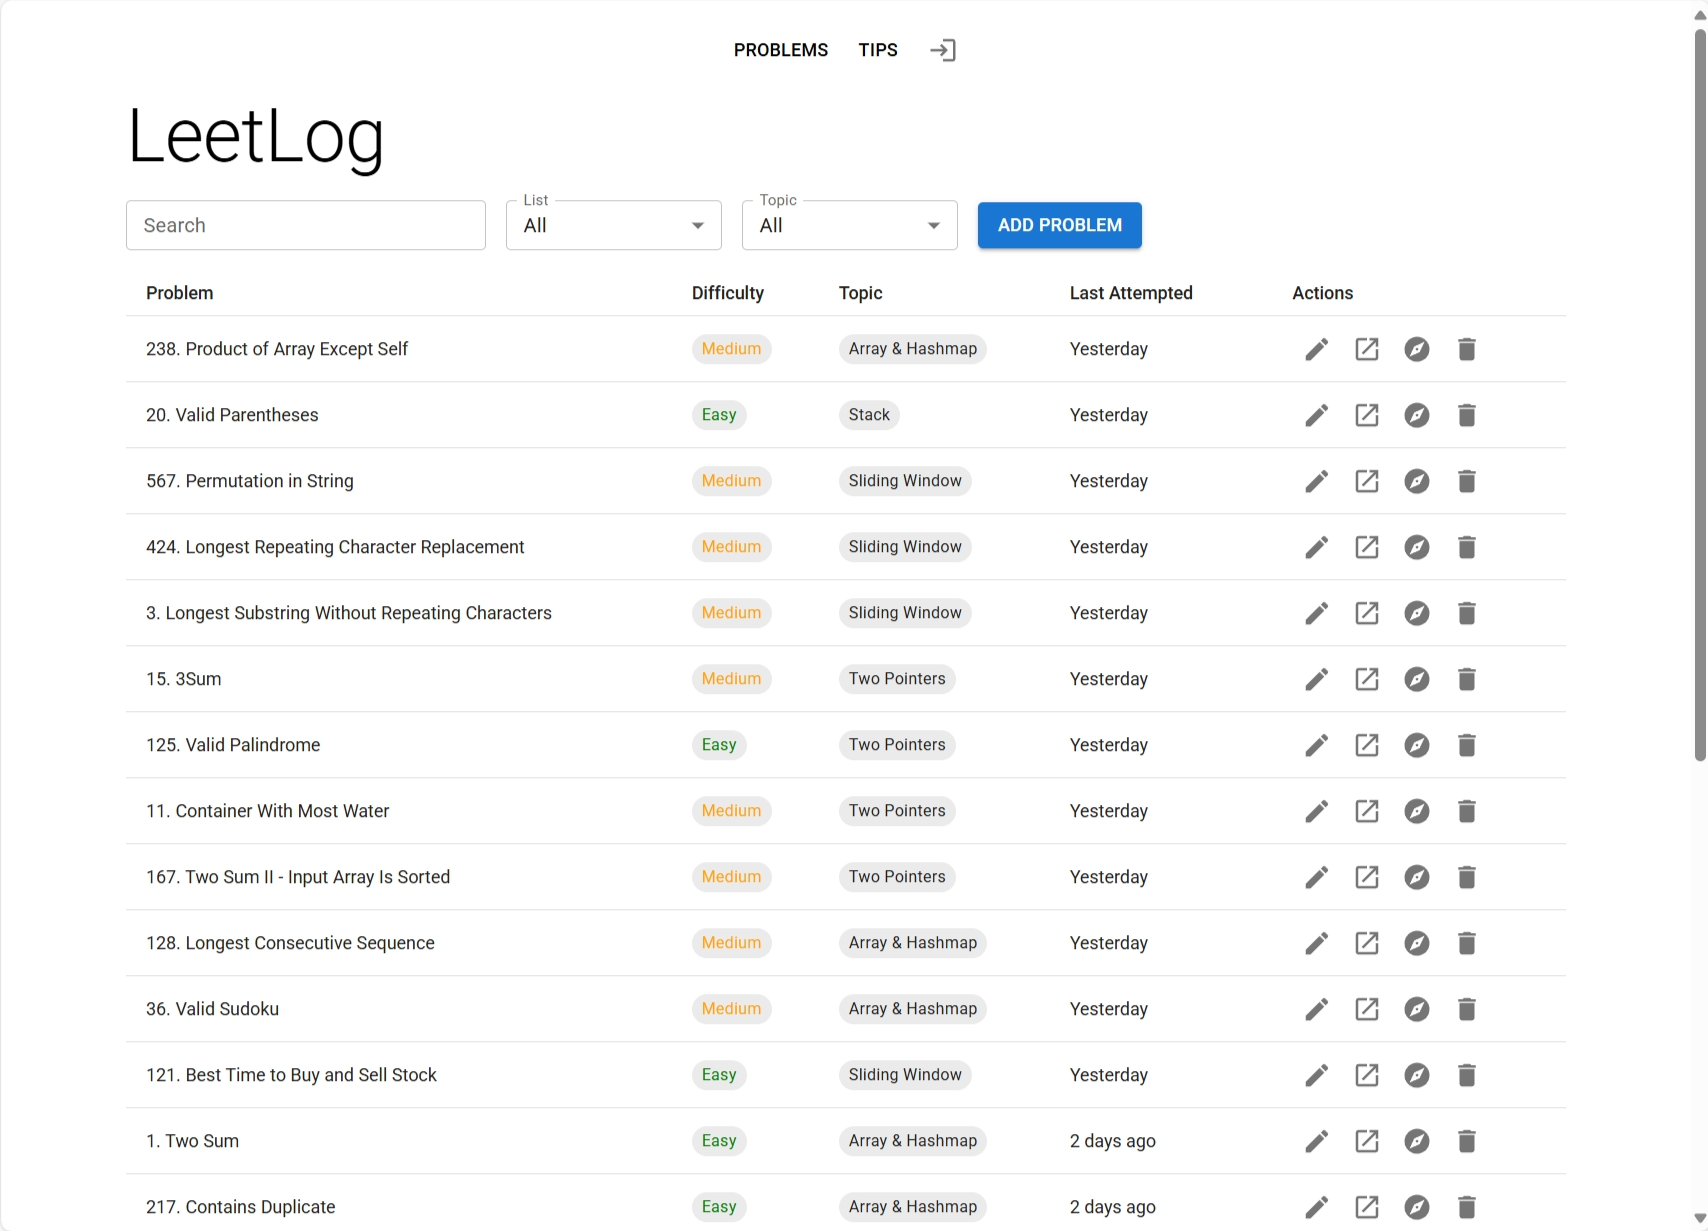 PROBLEMS TIPS
LeetLog
Search List All Topic All ADD PROBLEM
Problem Difficulty Topic Last Attempted Actions
238. Product of Array Except Self Medium Array & Hashmap Yesterday
20. Valid Parentheses Easy Stack Yesterday
567. Permutation in String Medium Sliding Window Yesterday
424. Longest Repeating Character Replacement Medium Sliding Window Yesterday
3. Longest Substring Without Repeating Characters Medium Sliding Window Yesterday
15. 3Sum Medium Two Pointers Yesterday
125. Valid Palindrome Easy Two Pointers Yesterday
11. Container With Most Water Medium Two Pointers Yesterday
167. Two Sum II - Input Array Is Sorted Medium Two Pointers Yesterday
128. Longest Consecutive Sequence Medium Array & Hashmap Yesterday
36. Valid Sudoku Medium Array & Hashmap Yesterday
121. Best Time to Buy and Sell Stock Easy Sliding Window Yesterday
1. Two Sum Easy Array & Hashmap 2 days ago
217. Contains Duplicate Easy Array & Hashmap 2 days ago